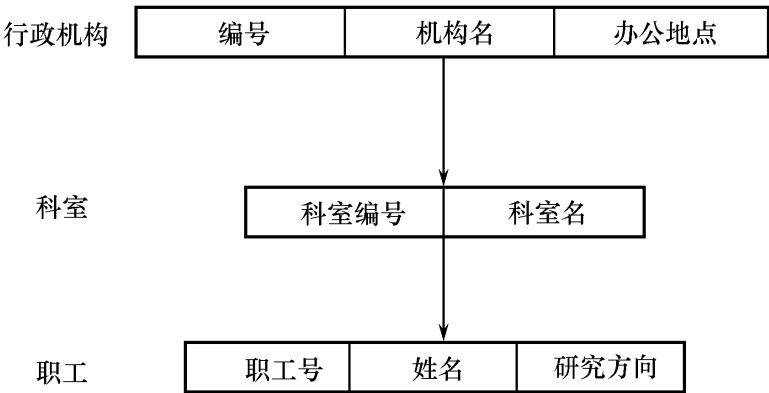 行政机构 编号 机构名 办公地点
科室 科室编号 科室名
职工 职工号 姓名 研究方向